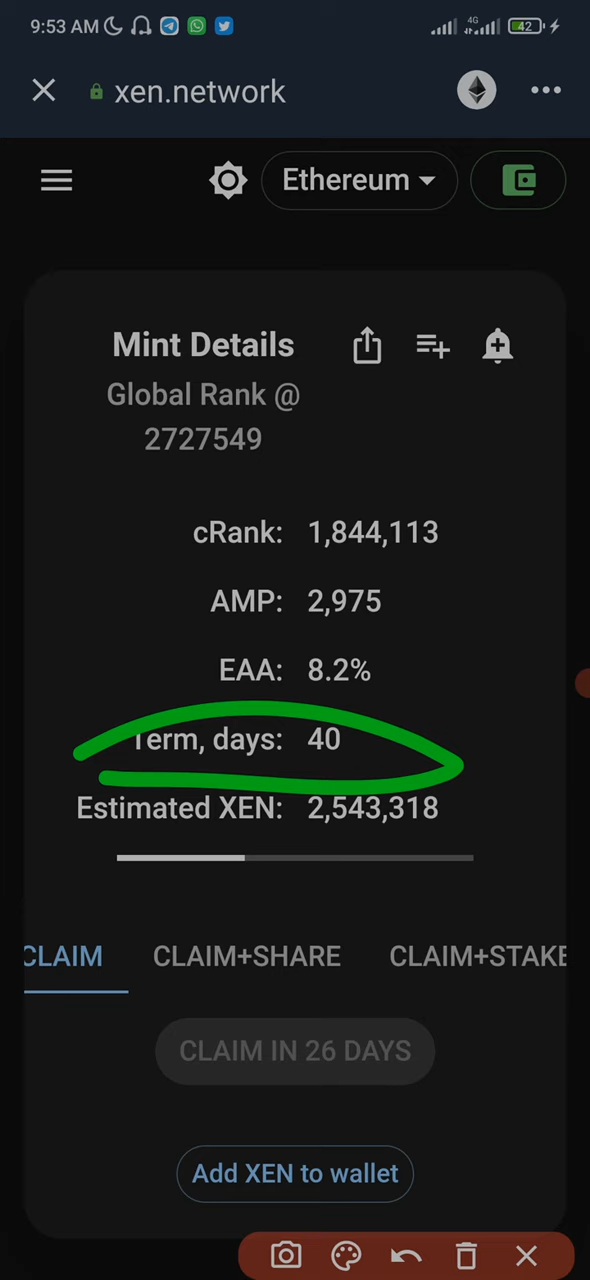 9:53 AM
4G
42
xen.network
Ethereum
Mint Details
Global Rank @
2727549
cRank: 1,844,113
AMP: 2,975
EAA: 8.2%
Term, days: 40
Estimated XEN: 2,543,318
CLAIM CLAIM+SHARE CLAIM+STAKE
CLAIM IN 26 DAYS
Add XEN to wallet